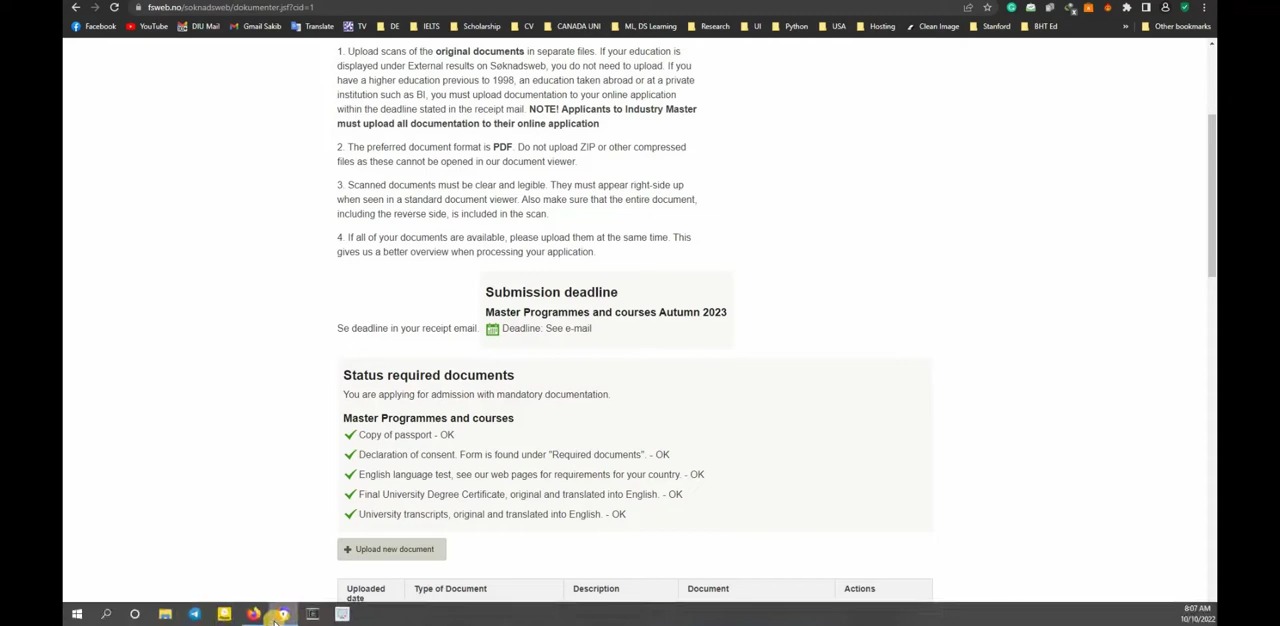 fsweb.no/soknadsweb/dokumenter.jsf?cid=1
Facebook YouTube DIU Mail Gmail Sakib Translate TV DE IELTS Scholarship CV CANADA UNI ML, DS Learning Research UI Python USA Hosting Clean Image Stanford BHT Ed » Other bookmarks
1. Upload scans of the original documents in separate files. If your education is
displayed under External results on Søknadsweb, you do not need to upload. If you
have a higher education previous to 1998, an education taken abroad or at a private
institution such as BI, you must upload documentation to your online application
within the deadline stated in the receipt mail. NOTE! Applicants to Industry Master
must upload all documentation to their online application
2. The preferred document format is PDF. Do not upload ZIP or other compressed
files as these cannot be opened in our document viewer.
3. Scanned documents must be clear and legible. They must appear right-side up
when seen in a standard document viewer. Also make sure that the entire document,
including the reverse side, is included in the scan.
4. If all of your documents are available, please upload them at the same time. This
gives us a better overview when processing your application.
Submission deadline
Master Programmes and courses Autumn 2023
Se deadline in your receipt email. Deadline: See e-mail
Status required documents
You are applying for admission with mandatory documentation.
Master Programmes and courses
Copy of passport - OK
Declaration of consent. Form is found under "Required documents". - OK
English language test, see our web pages for requirements for your country. - OK
Final University Degree Certificate, original and translated into English. - OK
University transcripts, original and translated into English. - OK
+ Upload new document
Uploaded Type of Document Description Document Actions
date
8:07 AM
10/10/2022